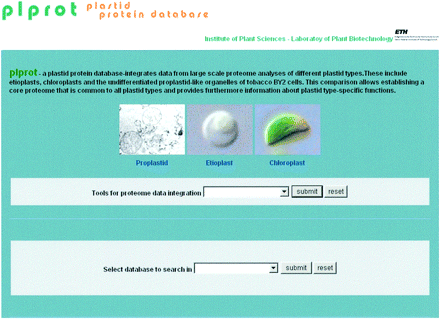 plprot plastid
protein database
ETH
Institute of Plant Sciences - Laboratoy of Plant Biotechnology
plprot - a plastid protein database-integrates data from large scale proteome analyses of different plastid types.These include
etioplasts, chloroplasts and the undifferentiated proplastid-like organelles of tobacco BY2 cells. This comparison allows establishing a
core proteome that is common to all plastid types and provides furthermore information about plastid type-specific functions.
Proplastid Etioplast Chloroplast
Tools for proteome data integration submit reset
Select database to search in submit reset